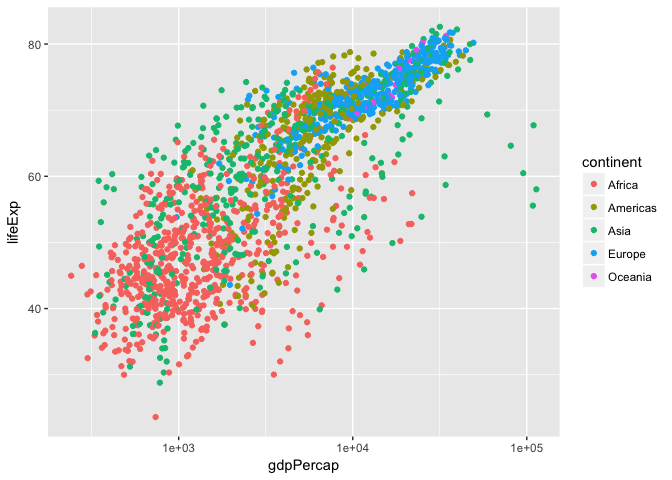 80
60
40
lifeExp
1e+03
1e+04
1e+05
gdpPercap
continent
Africa
Americas
Asia
Europe
Oceania